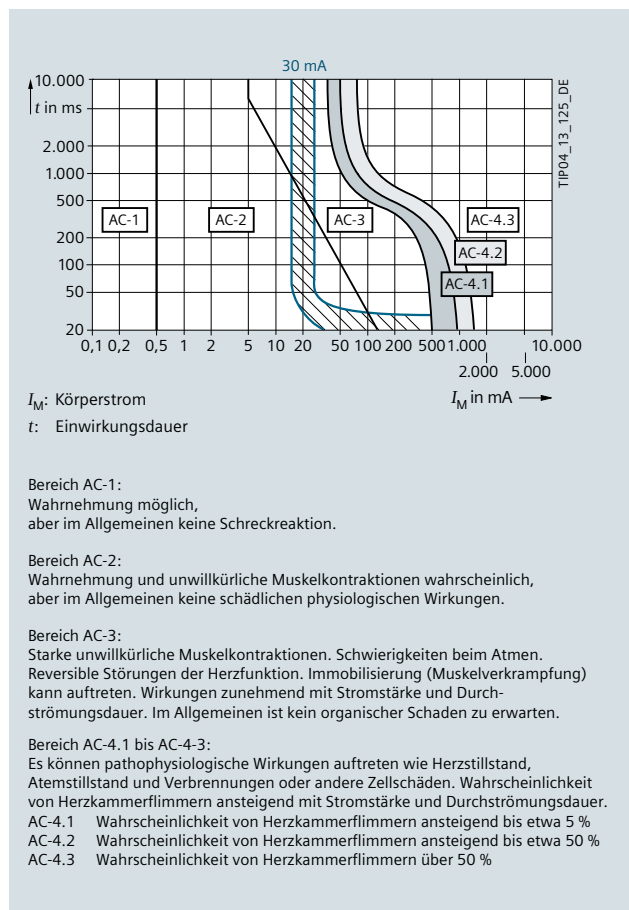 30 mA
10.000
t in ms
2.000
1.000
500
200
100
50
20
AC-1
AC-2
AC-3
AC-4.3
AC-4.2
AC-4.1
TIP04_13_125_DE
0,1 0,2 0,5 1 2 5 10 20 50 100 200 500 1.000 10.000
2.000 5.000
I_M: Körperstrom
I_M in mA
t: Einwirkungsdauer
Bereich AC-1:
Wahrnehmung möglich,
aber im Allgemeinen keine Schreckreaktion.
Bereich AC-2:
Wahrnehmung und unwillkürliche Muskelkontraktionen wahrscheinlich,
aber im Allgemeinen keine schädlichen physiologischen Wirkungen.
Bereich AC-3:
Starke unwillkürliche Muskelkontraktionen. Schwierigkeiten beim Atmen.
Reversible Störungen der Herzfunktion. Immobilisierung (Muskelverkrampfung)
kann auftreten. Wirkungen zunehmend mit Stromstärke und Durch-
strömungsdauer. Im Allgemeinen ist kein organischer Schaden zu erwarten.
Bereich AC-4.1 bis AC-4-3:
Es können pathophysiologische Wirkungen auftreten wie Herzstillstand,
Atemstillstand und Verbrennungen oder andere Zellschäden. Wahrscheinlichkeit
von Herzkammerflimmern ansteigend mit Stromstärke und Durchströmungsdauer.
AC-4.1 Wahrscheinlichkeit von Herzkammerflimmern ansteigend bis etwa 5 %
AC-4.2 Wahrscheinlichkeit von Herzkammerflimmern ansteigend bis etwa 50 %
AC-4.3 Wahrscheinlichkeit von Herzkammerflimmern über 50 %